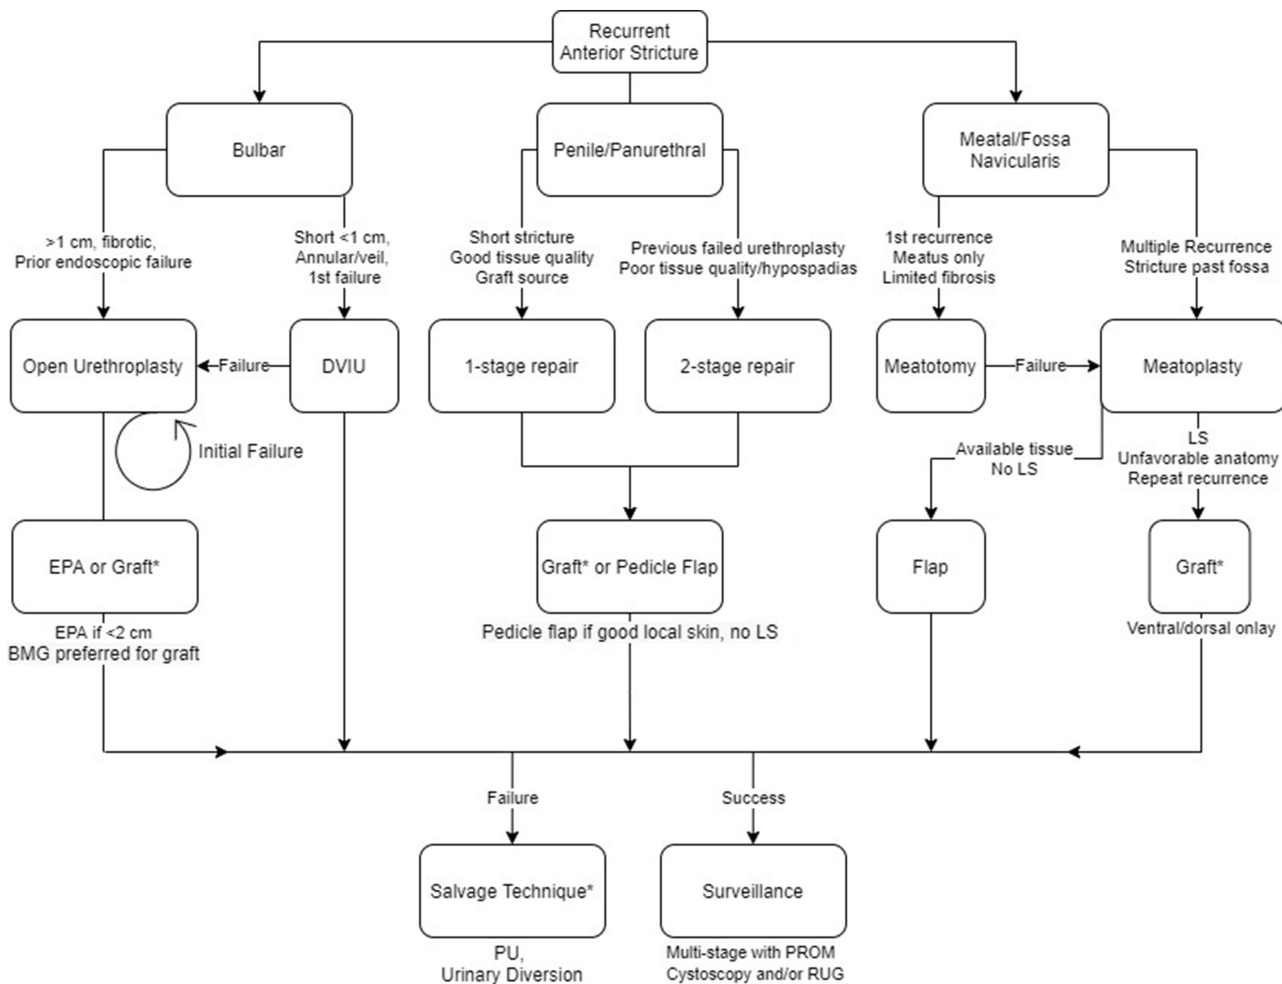 Recurrent
Anterior Stricture
Bulbar
Penile/Panurethral
Meatal/Fossa
Navicularis
>1 cm, fibrotic,
Prior endoscopic failure
Short <1 cm,
Annular/veil,
1st failure
Short stricture
Good tissue quality
Graft source
Previous failed urethroplasty
Poor tissue quality/hypospadias
1st recurrence
Meatus only
Limited fibrosis
Multiple Recurrence
Stricture past fossa
Open Urethroplasty
Failure
DVIU
1-stage repair
2-stage repair
Meatotomy
Failure
Meatoplasty
Initial Failure
Available tissue
No LS
LS
Unfavorable anatomy
Repeat recurrence
EPA or Graft*
Graft* or Pedicle Flap
Flap
Graft*
EPA if <2 cm
BMG preferred for graft
Pedicle flap if good local skin, no LS
Ventral/dorsal onlay
Failure
Success
Salvage Technique*
Surveillance
PU,
Urinary Diversion
Multi-stage with PROM
Cystoscopy and/or RUG